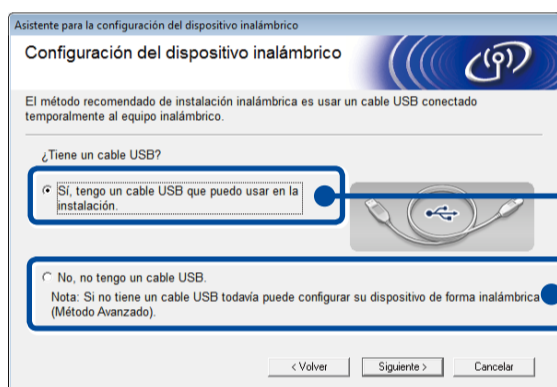 Asistente para la configuración del dispositivo inalámbrico
Configuración del dispositivo inalámbrico
El método recomendado de instalación inalámbrica es usar un cable USB conectado
temporalmente al equipo inalámbrico.
¿Tiene un cable USB?
Sí, tengo un cable USB que puedo usar en la
instalación.
No, no tengo un cable USB.
Nota: Si no tiene un cable USB todavía puede configurar su dispositivo de forma inalámbrica
(Método Avanzado).
< Volver
Siguiente >
Cancelar